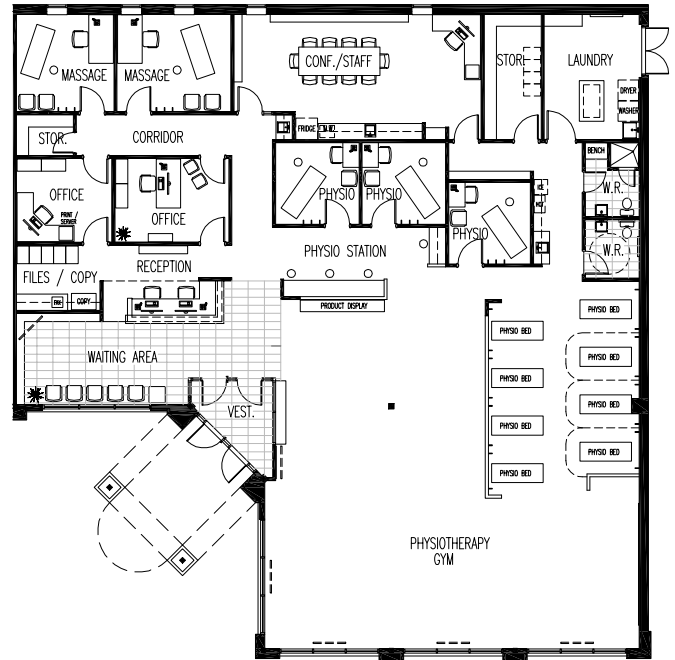 MASSAGE
MASSAGE
CONF./STAFF
STOR.
LAUNDRY
DRYER
WASHER
STOR.
CORRIDOR
FRIDGE
BENCH
OFFICE
PRINT /
SERVER
OFFICE
PHYSIO
PHYSIO
PHYSIO
ICE
W.R.
W.R.
PHYSIO STATION
RECEPTION
FILES / COPY
FAX
COPY
PRODUCT DISPLAY
WAITING AREA
VEST.
PHYSIO BED
PHYSIO BED
PHYSIO BED
PHYSIO BED
PHYSIO BED
PHYSIO BED
PHYSIO BED
PHYSIO BED
PHYSIOTHERAPY
GYM